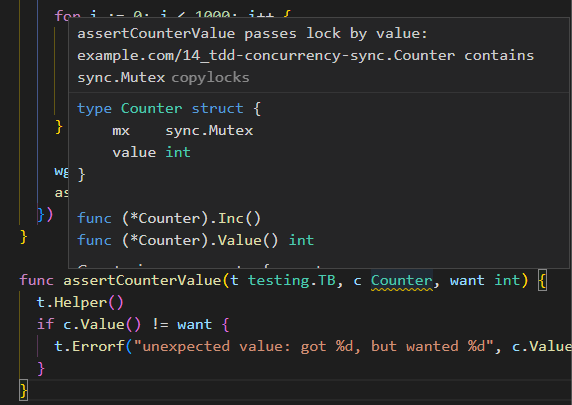 for i := 0; i < 1000; i++ {
assertCounterValue passes lock by value:
example.com/14_tdd-concurrency-sync.Counter contains
sync.Mutex copylocks
type Counter struct {
mx sync.Mutex
value int
}
}
wg
as
func (*Counter).Inc()
func (*Counter).Value() int
})
}
func assertCounterValue(t testing.TB, c Counter, want int) {
t.Helper()
if c.Value() != want {
t.Errorf("unexpected value: got %d, but wanted %d", c.Value
}
}